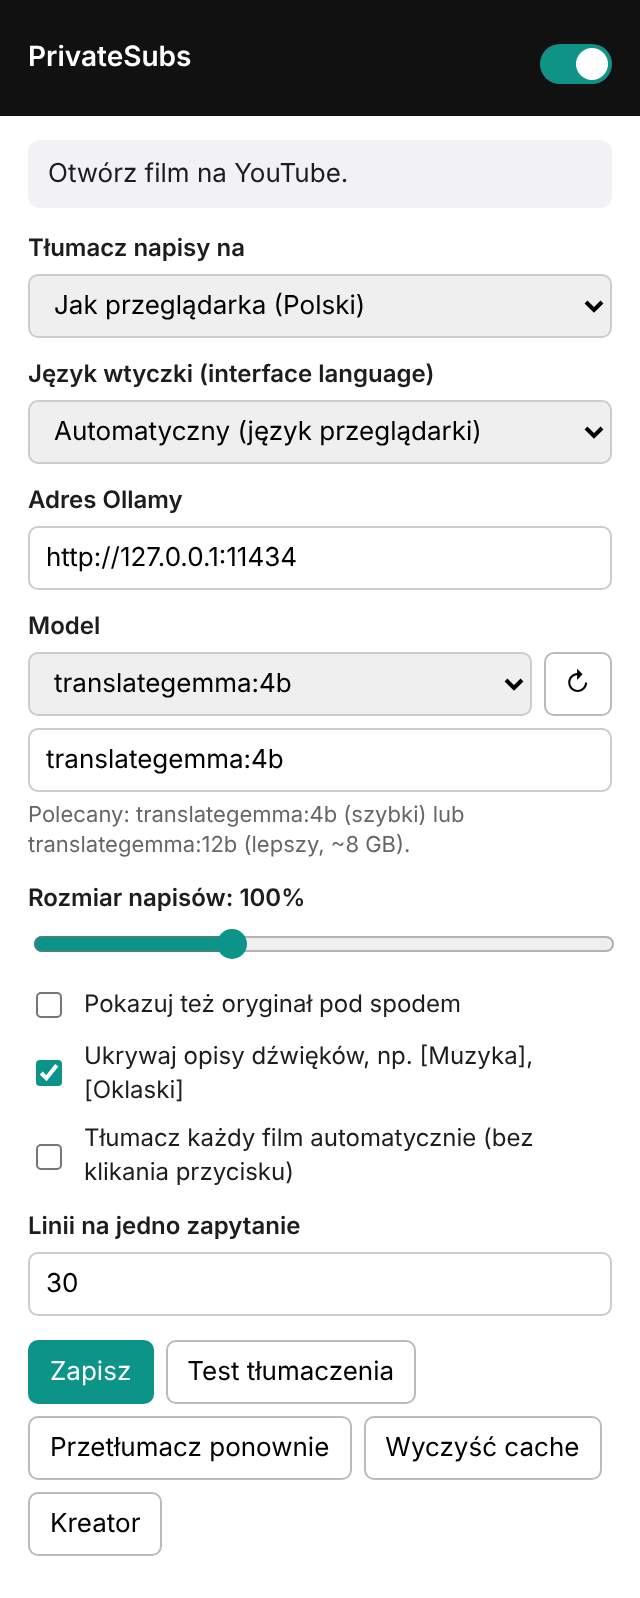 PrivateSubs
Otwórz film na YouTube.
Tłumacz napisy na
Jak przeglądarka (Polski)
Język wtyczki (interface language)
Automatyczny (język przeglądarki)
Adres Ollamy
http://127.0.0.1:11434
Model
translategemma:4b
translategemma:4b
Polecany: translategemma:4b (szybki) lub
translategemma:12b (lepszy, ~8 GB).
Rozmiar napisów: 100%
Pokazuj też oryginał pod spodem
Ukrywaj opisy dźwięków, np. [Muzyka],
[Oklaski]
Tłumacz każdy film automatycznie (bez
klikania przycisku)
Linii na jedno zapytanie
30
Zapisz
Test tłumaczenia
Przetłumacz ponownie
Wyczyść cache
Kreator